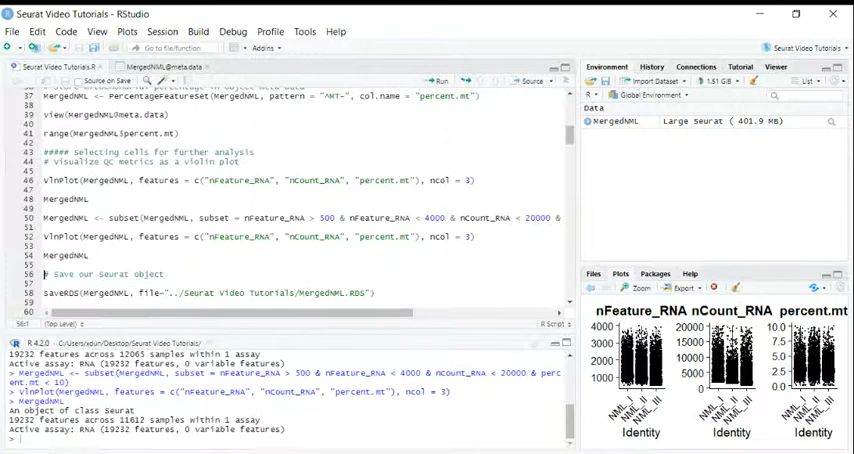 Seurat Video Tutorials - RStudio
File Edit Code View Plots Session Build Debug Profile Tools Help
Go to file/function Addins Seurat Video Tutorials
Seurat Video Tutorials.R MergedNML@meta.data
Source on Save Run Source
37 MergedNML <- PercentageFeatureSet(MergedNML, pattern = "^MT-", col.name = "percent.mt")
38
39 view(MergedNML@meta.data)
40
41 range(MergedNML$percent.mt)
42
43 ##### Selecting cells for further analysis
44 # visualize QC metrics as a violin plot
45
46 VlnPlot(MergedNML, features = c("nFeature_RNA", "nCount_RNA", "percent.mt"), ncol = 3)
47
48 MergedNML
49
50 MergedNML <- subset(MergedNML, subset = nFeature_RNA > 500 & nFeature_RNA < 4000 & nCount_RNA < 20000 &
51
52 VlnPlot(MergedNML, features = c("nFeature_RNA", "nCount_RNA", "percent.mt"), ncol = 3)
53
54 MergedNML
55
56 # Save our Seurat object
57
58 saveRDS(MergedNML, file="../Seurat Video Tutorials/MergedNML.RDS")
59
60
56:1 (Top Level) R Script
R 4.2.0 · C:/Users/xdun/Desktop/Seurat Video Tutorials/
19232 features across 12065 samples within 1 assay
Active assay: RNA (19232 features, 0 variable features)
> MergedNML <- subset(MergedNML, subset = nFeature_RNA > 500 & nFeature_RNA < 4000 & nCount_RNA < 20000 & perc
ent.mt < 10)
> VlnPlot(MergedNML, features = c("nFeature_RNA", "nCount_RNA", "percent.mt"), ncol = 3)
> MergedNML
An object of class Seurat
19232 features across 11612 samples within 1 assay
Active assay: RNA (19232 features, 0 variable features)
>
Environment History Connections Tutorial Viewer
Import Dataset 1.51 GiB List
R Global Environment
Data
MergedNML Large Seurat ( 401.9 MB)
Files Plots Packages Help
Zoom Export
nFeature_RNA nCount_RNA percent.mt
4000 20000 10.0
3000 15000 7.5
2000 10000 5.0
1000 5000 2.5
0 0.0
NML_I NML_II NML_III NML_I NML_II NML_III NML_I NML_II NML_III
Identity Identity Identity